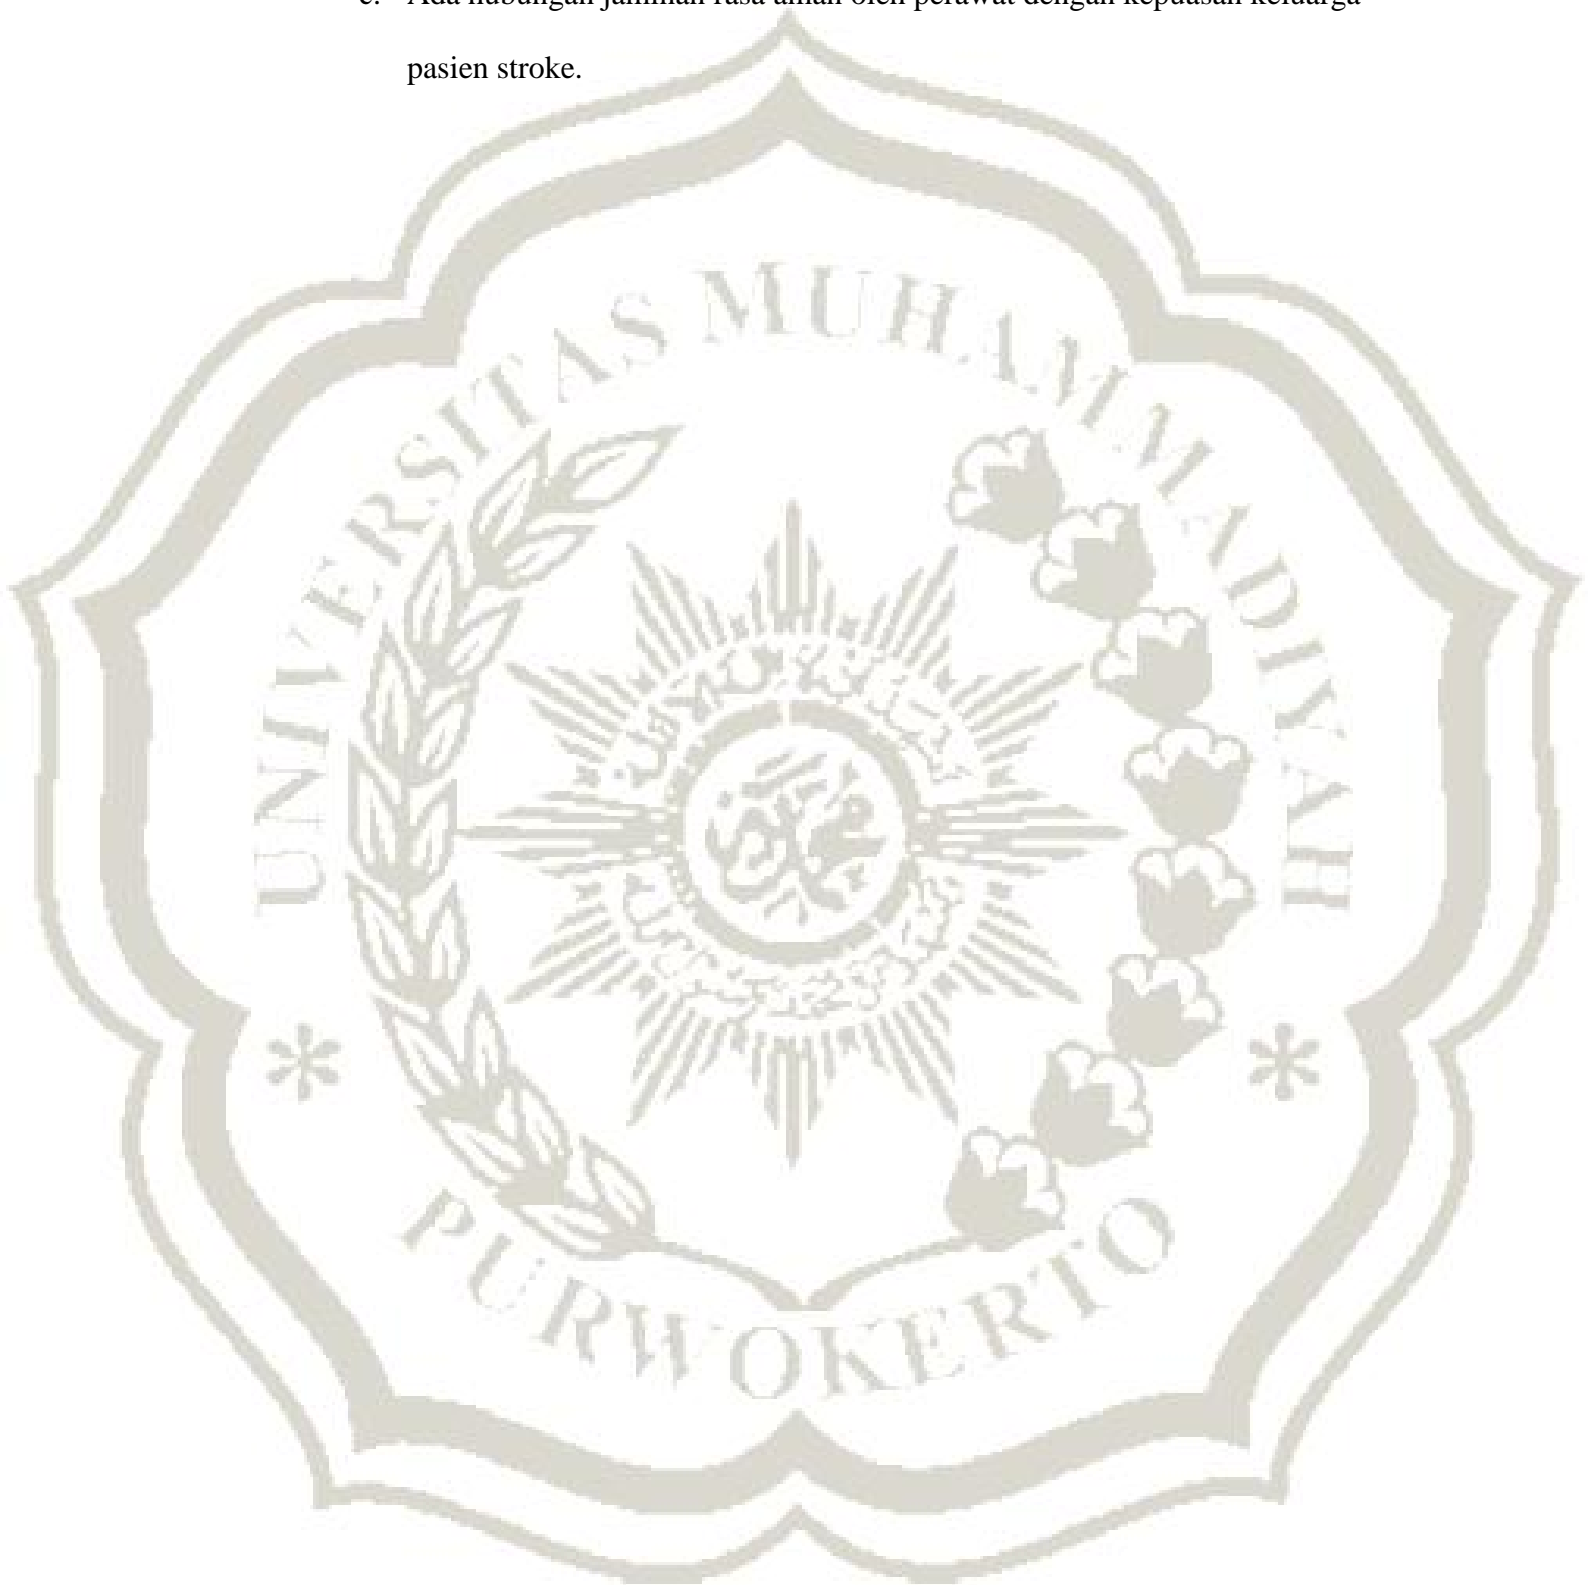 Ada hubungan jaminan rasa aman oleh perawat dengan kepuasan keluarga
pasien stroke.
UNIVERSITAS MUHAMMADIYAH
PURWOKERTO